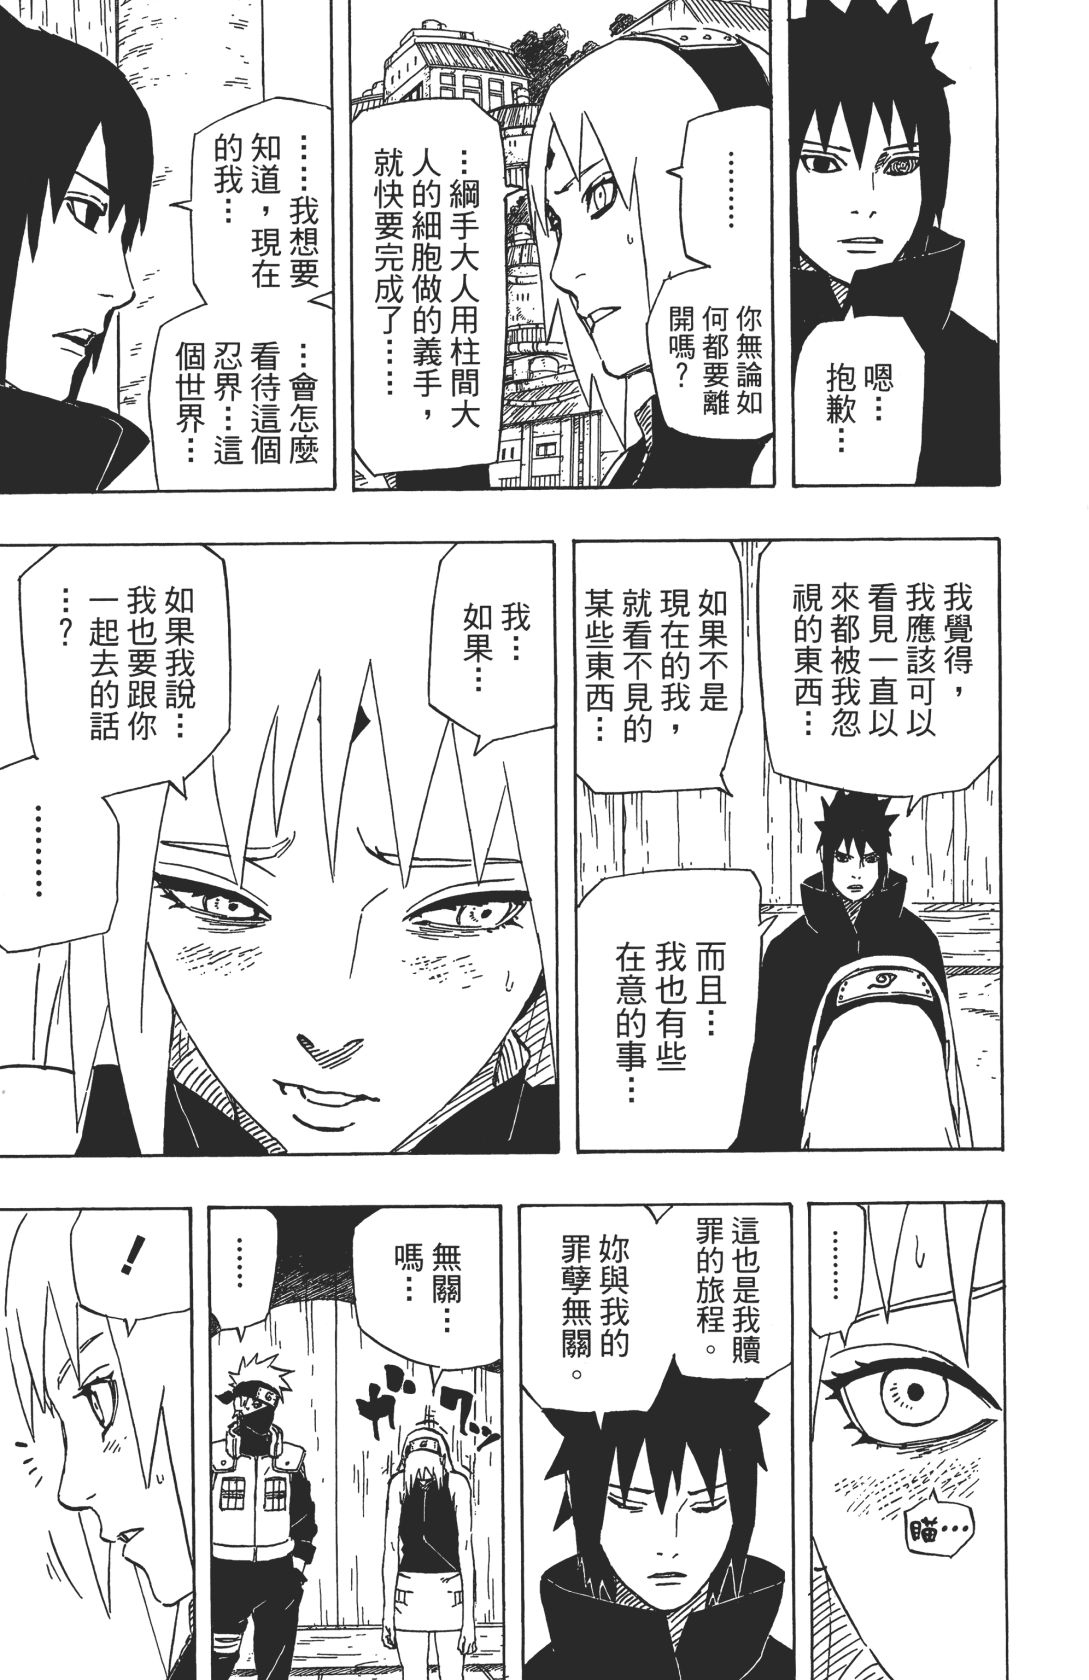 嗯⋯
抱歉⋯
⋯⋯⋯
你無論如
何都要離
開嗎？
⋯綱手大人用柱間大
人的細胞做的義手，
就快要完成了⋯⋯
⋯⋯我想要
知道，現在
的我⋯
⋯會怎麼
看待這個
忍界⋯這
個世界⋯
我覺得，
我應該可以
看見一直以
來都被我忽
視的東西⋯
如果不是
現在的我，
就看不見的
某些東西⋯
而且⋯
我也有些
在意的事⋯
我⋯
如果⋯
如果我說⋯
我也要跟你
一起去的話
⋯？
⋯⋯⋯
⋯⋯⋯
瞄⋯
這也是我贖
罪的旅程。
妳與我的
罪孽無關。
無關⋯
嗎⋯
ガクッ
⋯⋯
！